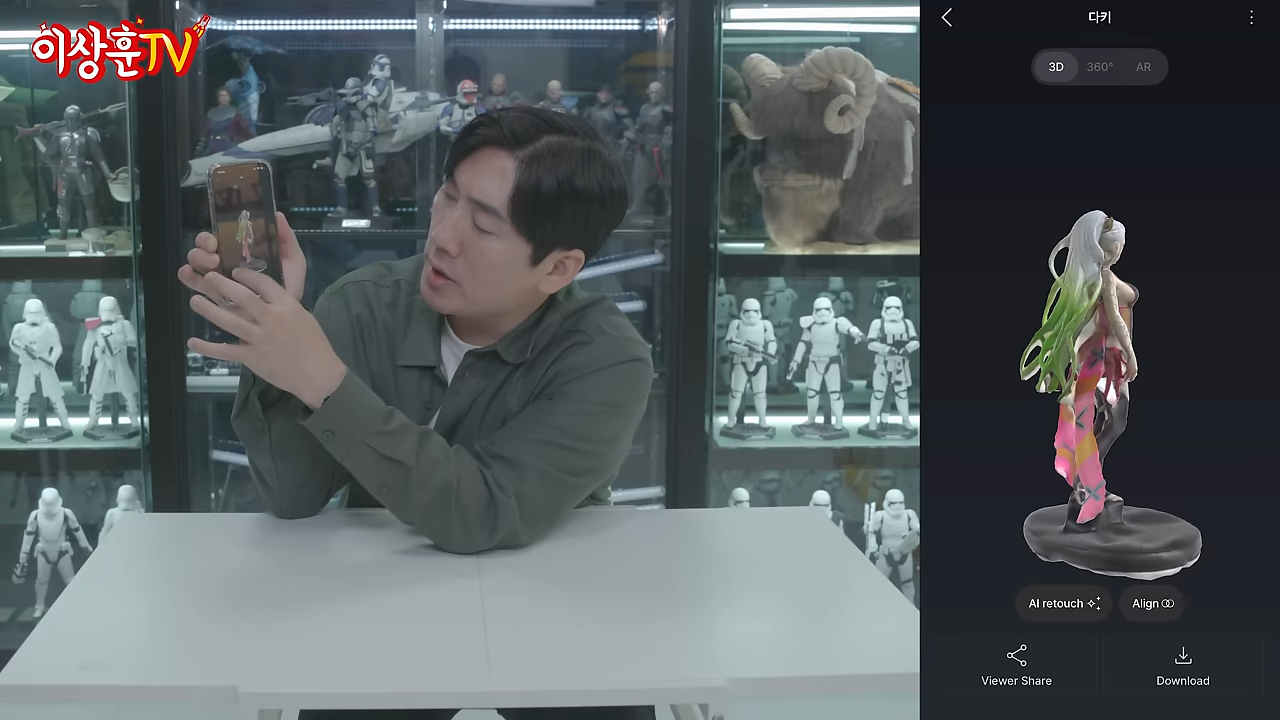 이상훈TV
다키
3D 360° AR
AI retouch Align
Viewer Share Download